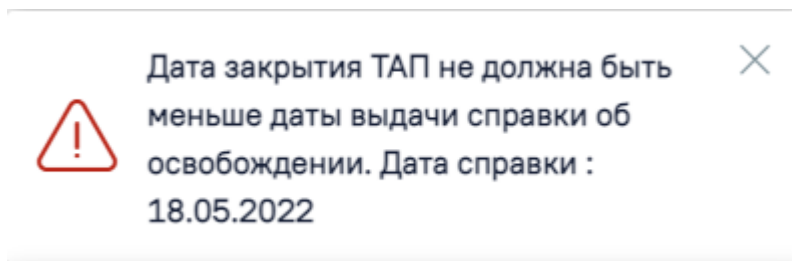 Дата закрытия ТАП не должна быть
меньше даты выдачи справки об
освобождении. Дата справки :
18.05.2022